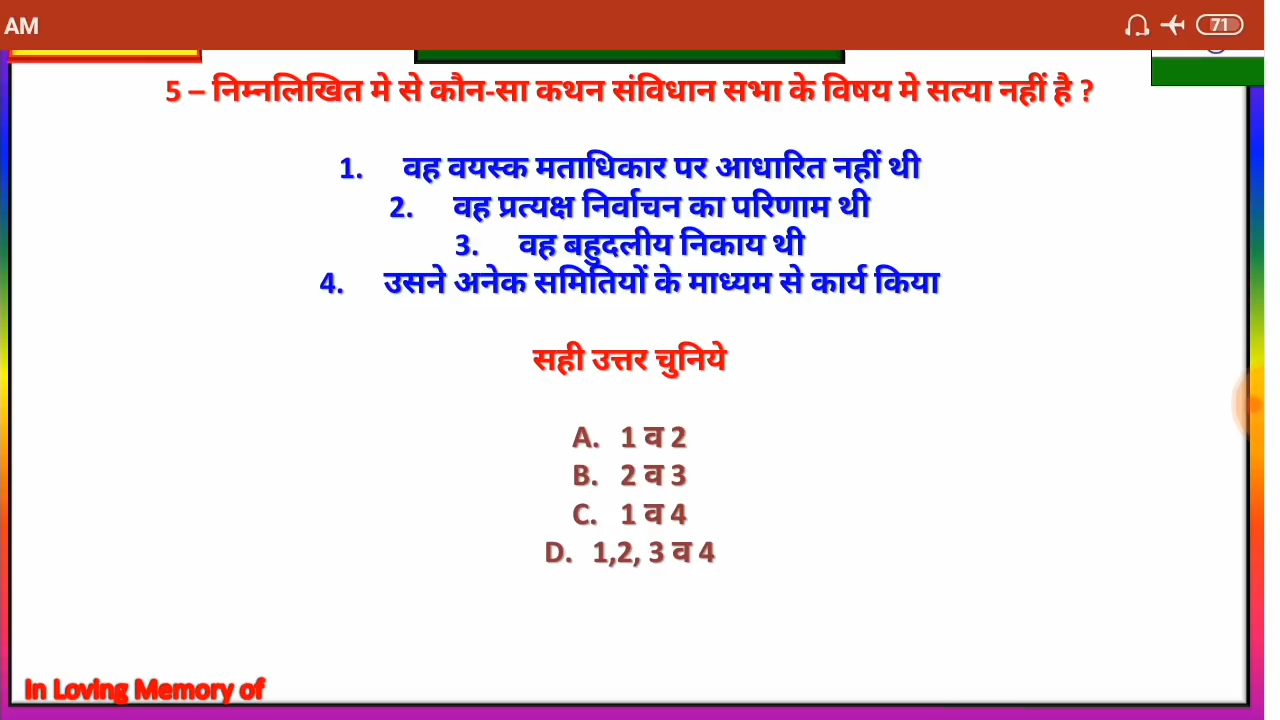 AM
71
5 – निम्नलिखित मे से कौन-सा कथन संविधान सभा के विषय मे सत्या नहीं है ?
1. वह वयस्क मताधिकार पर आधारित नहीं थी
2. वह प्रत्यक्ष निर्वाचन का परिणाम थी
3. वह बहुदलीय निकाय थी
4. उसने अनेक समितियों के माध्यम से कार्य किया
सही उत्तर चुनिये
A. 1 व 2
B. 2 व 3
C. 1 व 4
D. 1,2, 3 व 4
In Loving Memory of